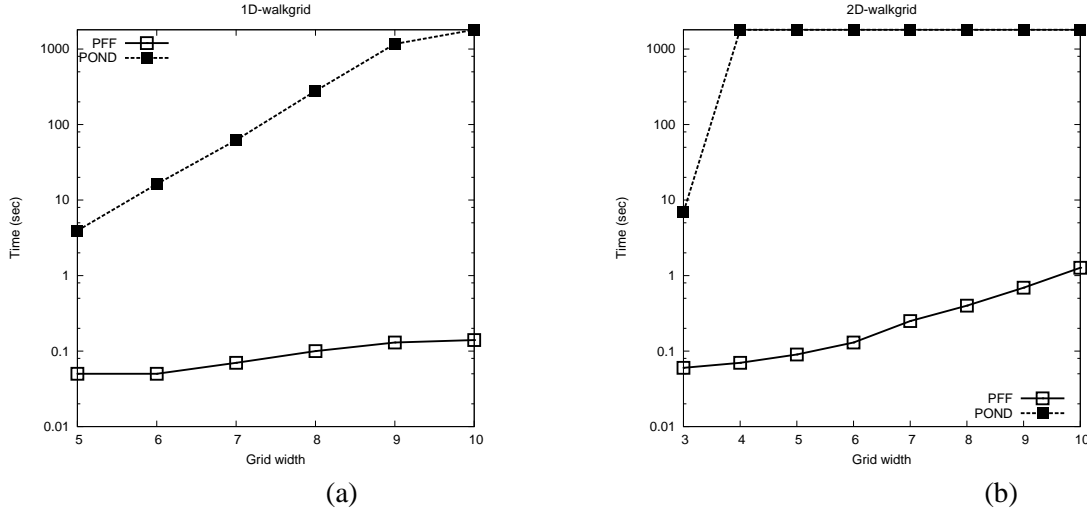 1D-walkgrid
PFF
POND
1000
100
10
1
0.1
0.01
Time (sec)
5 6 7 8 9 10
Grid width
(a)
2D-walkgrid
1000
100
10
1
0.1
0.01
Time (sec)
PFF
POND
3 4 5 6 7 8 9 10
Grid width
(b)